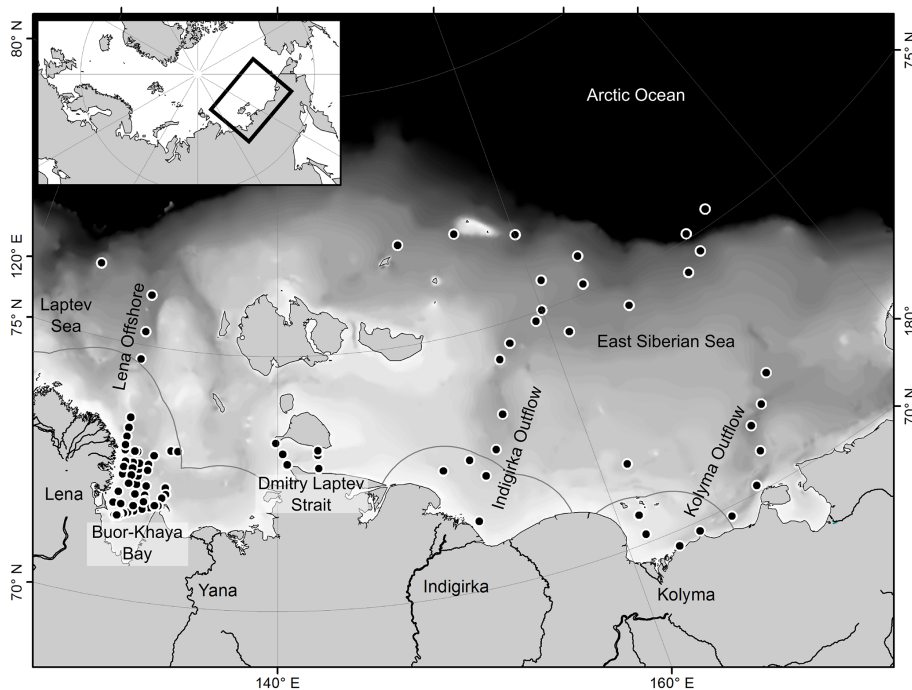 80° N
75° N
Arctic Ocean
120° E
Laptev
Sea
Lena Offshore
75° N
East Siberian Sea
180°
70° N
Indigirka Outflow
Kolyma Outflow
Lena
Dmitry Laptev
Strait
Buor-Khaya
Bay
Yana
Indigirka
Kolyma
70° N
140° E
160° E